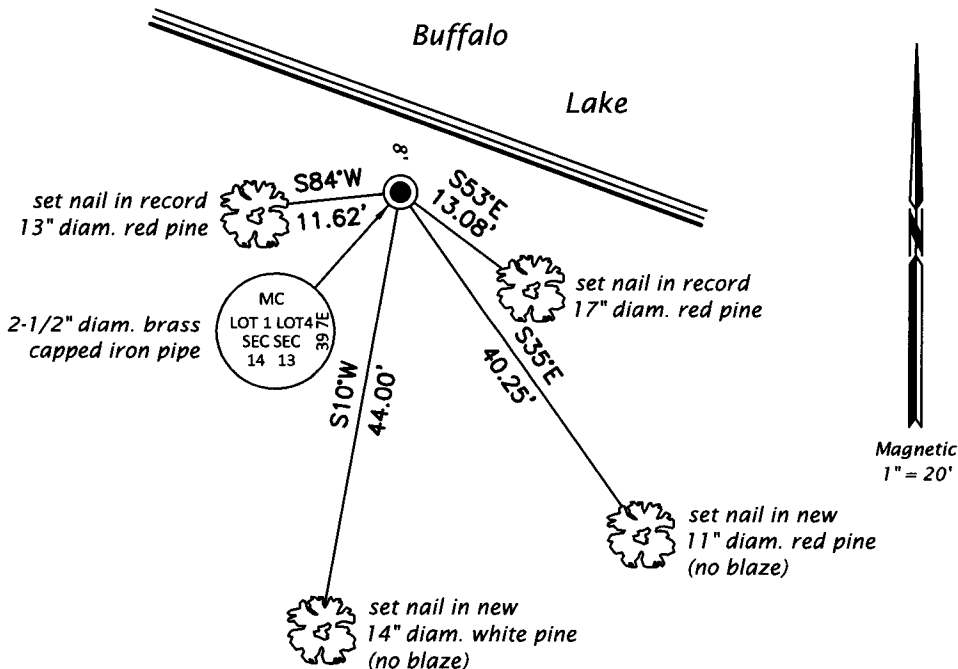 Buffalo
Lake
8'
S84°W
11.62'
S53°E
13.08'
set nail in record
13" diam. red pine
set nail in record
17" diam. red pine
2-1/2" diam. brass
capped iron pipe
MC
LOT 1 LOT4
SEC SEC
14 13
39 7E
S10°W
44.00'
S35°E
40.25'
N
Magnetic
1" = 20'
set nail in new
11" diam. red pine
(no blaze)
set nail in new
14" diam. white pine
(no blaze)